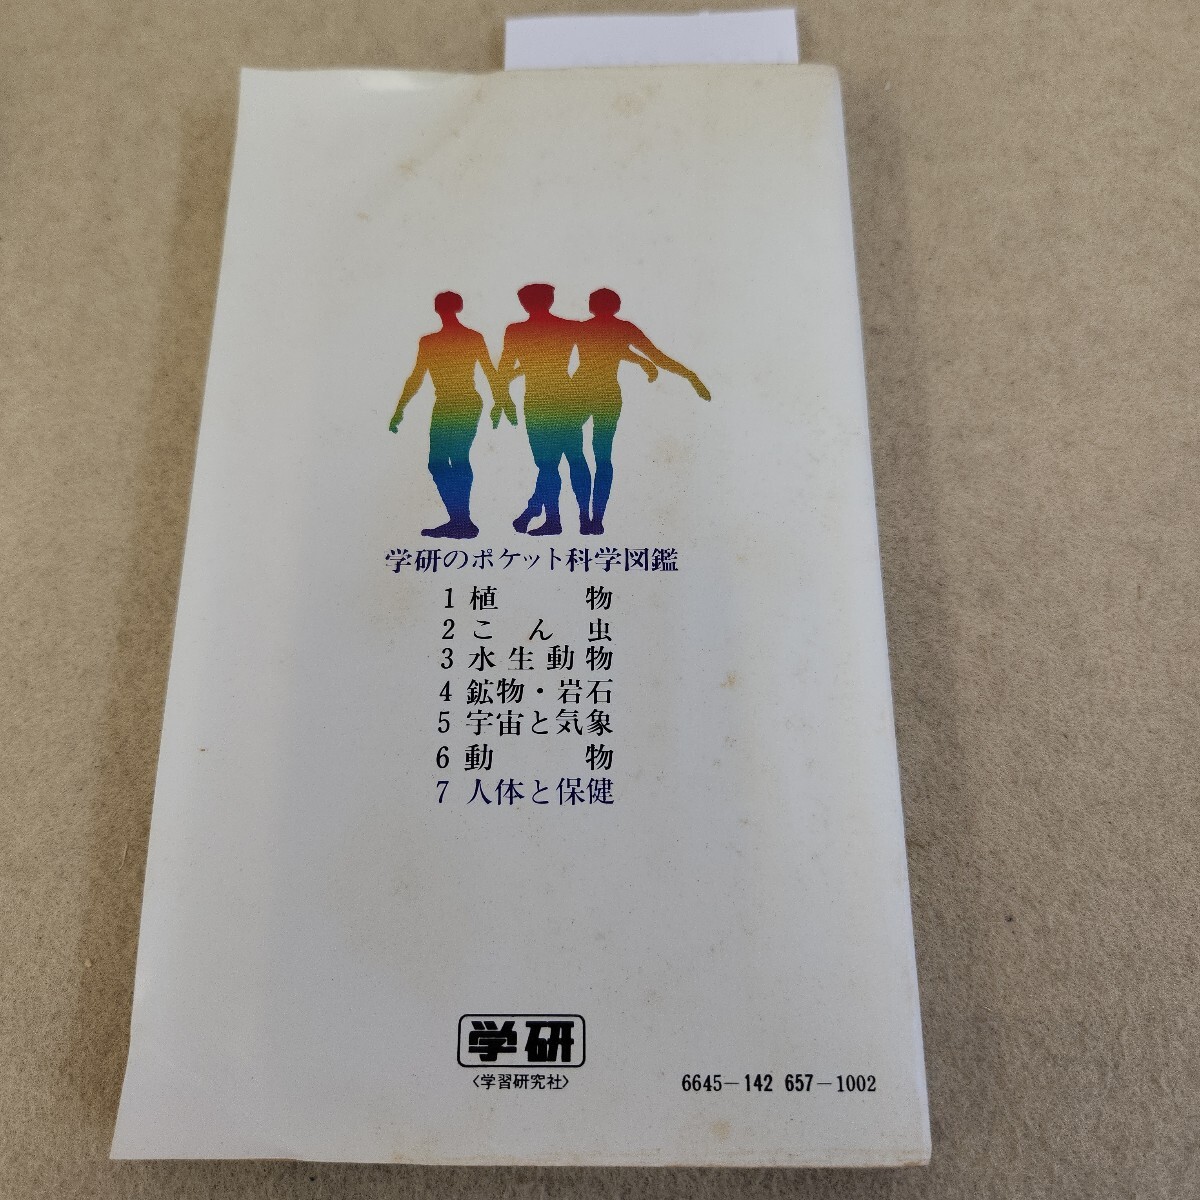 学研のポケット科学図鑑
1 植物
2 こん虫
3 水生動物
4 鉱物・岩石
5 宇宙と気象
6 動物
7 人体と保健
学研
〈学習研究社〉
6645-142 657-1002